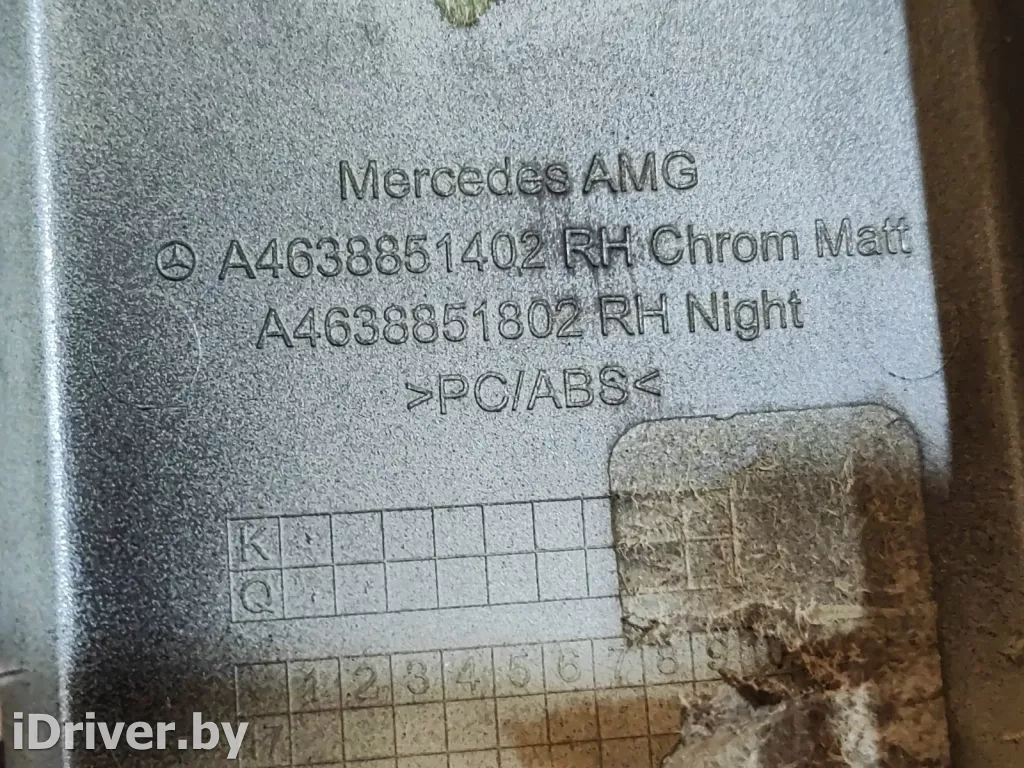 Mercedes AMG
A4638851402 RH Chrom Matt
A4638851802 RH Night
>PC/ABS<
K
Q
1 2 3 4 5 6 7 8 9 10
17
iDriver.by